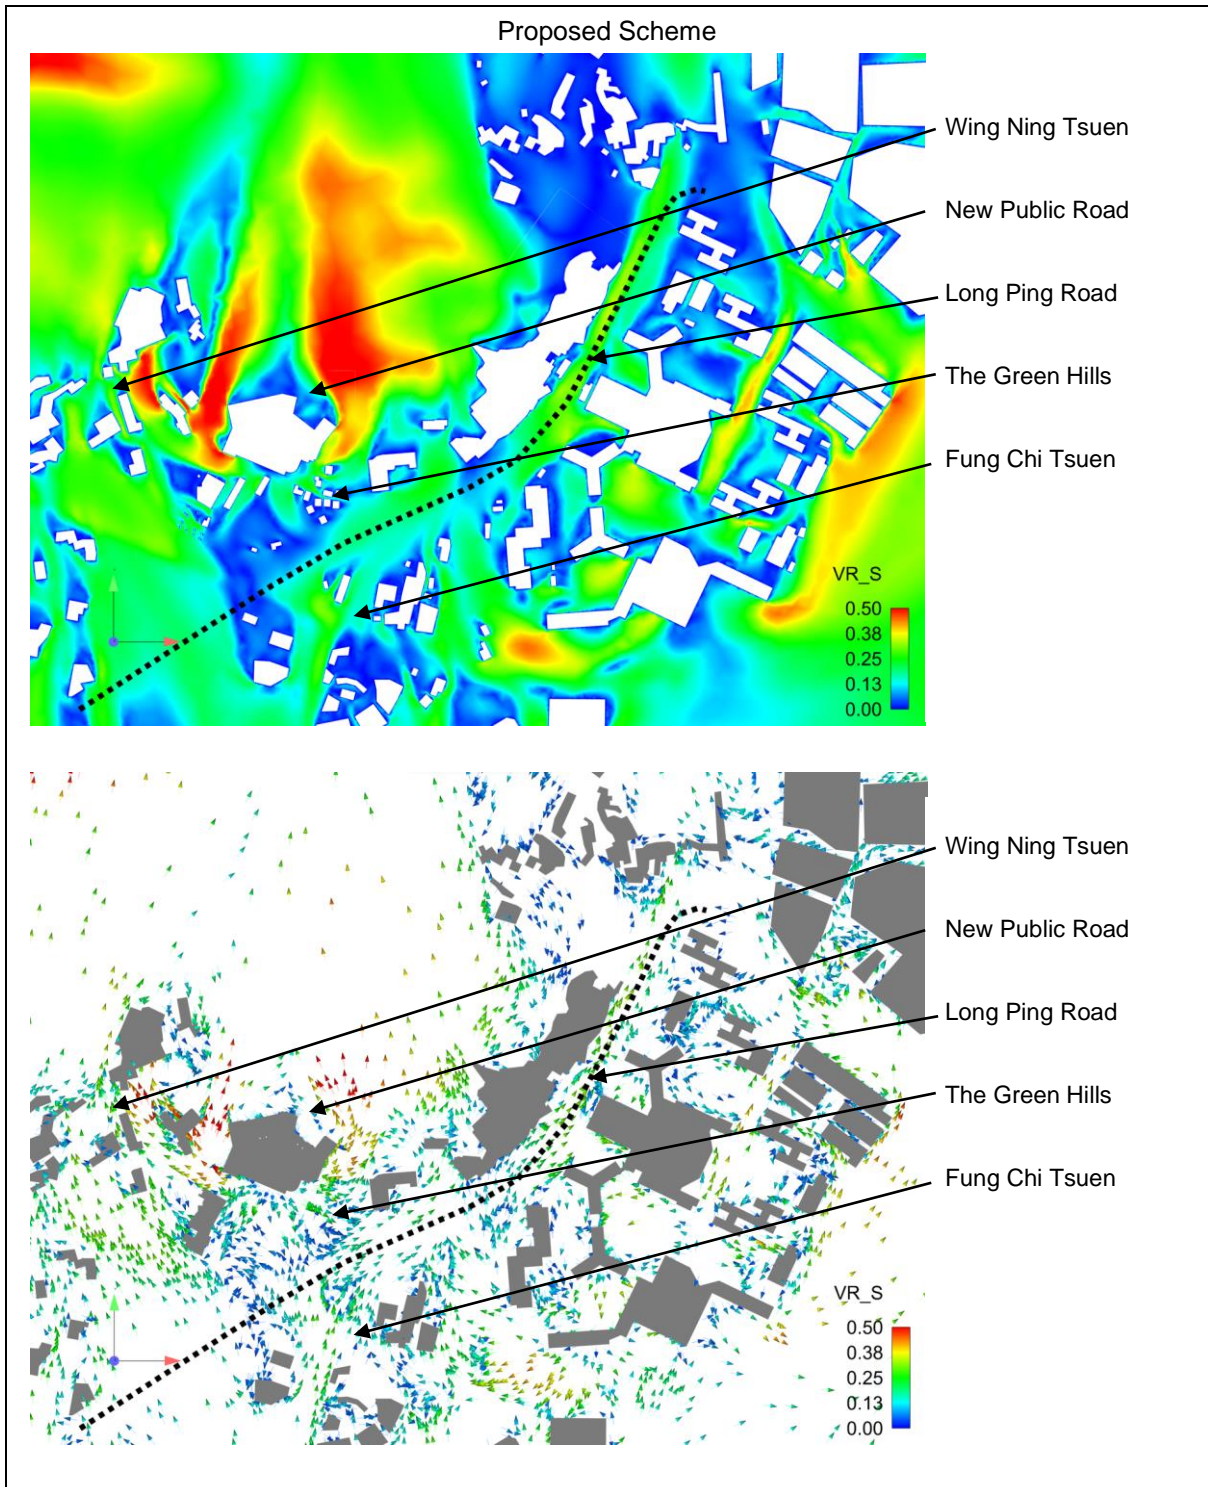 Proposed Scheme
Wing Ning Tsuen
New Public Road
Long Ping Road
The Green Hills
Fung Chi Tsuen
VR_S
0.50
0.38
0.25
0.13
0.00
Wing Ning Tsuen
New Public Road
Long Ping Road
The Green Hills
Fung Chi Tsuen
VR_S
0.50
0.38
0.25
0.13
0.00